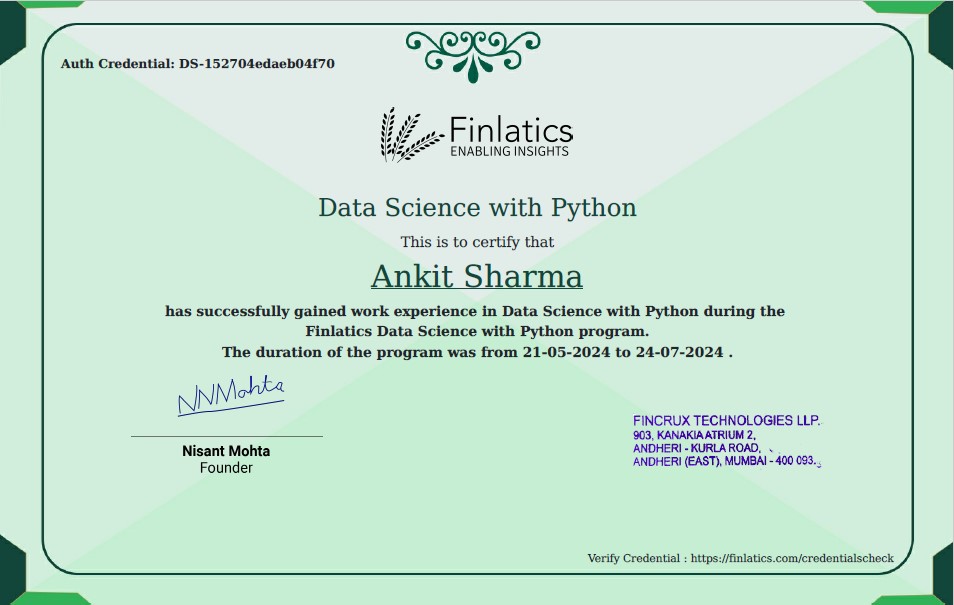 Auth Credential: DS-152704edaeb04f70
Finlatics
ENABLING INSIGHTS
Data Science with Python
This is to certify that
Ankit Sharma
has successfully gained work experience in Data Science with Python during the
Finlatics Data Science with Python program.
The duration of the program was from 21-05-2024 to 24-07-2024 .
NNMohta
Nisant Mohta
Founder
FINCRUX TECHNOLOGIES LLP.
903, KANAKIA ATRIUM 2,
ANDHERI - KURLA ROAD,
ANDHERI (EAST), MUMBAI - 400 093.
Verify Credential : https://finlatics.com/credentialscheck